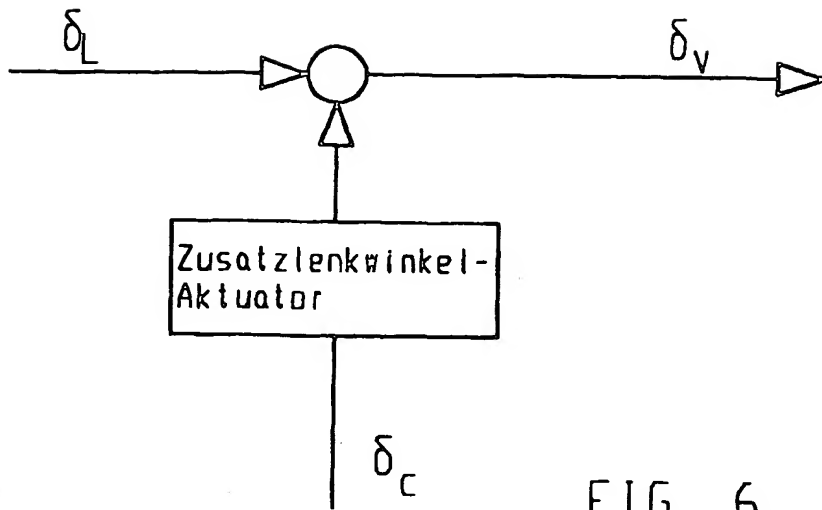 δL
δv
Zusatzlenkwinkel-
Aktuator
δc
FIG. 6